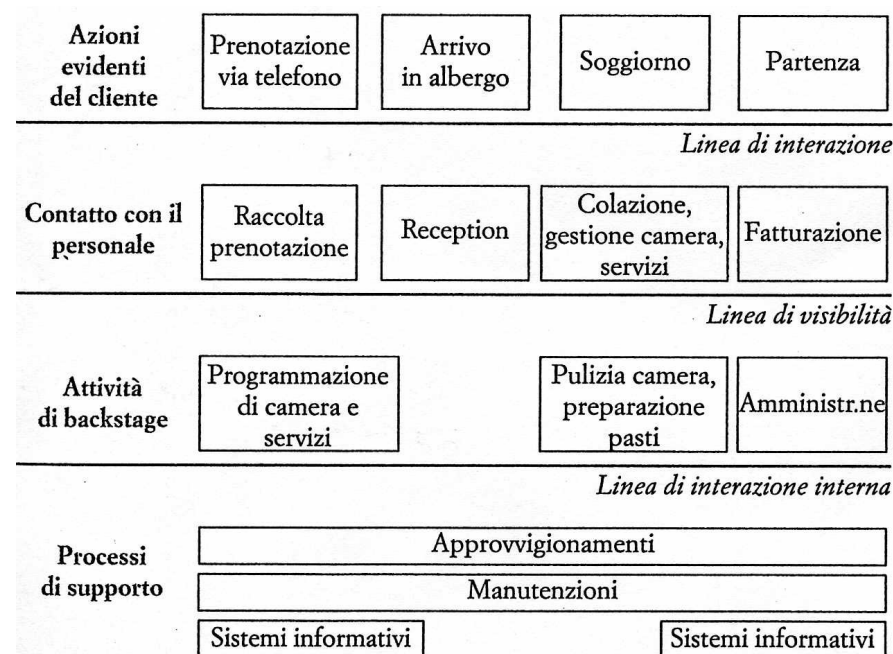 Azioni
evidenti
del cliente
Prenotazione
via telefono
Arrivo
in albergo
Soggiorno
Partenza
Linea di interazione
Contatto con il
personale
Raccolta
prenotazione
Reception
Colazione,
gestione camera,
servizi
Fatturazione
Linea di visibilità
Attività
di backstage
Programmazione
di camera e
servizi
Pulizia camera,
preparazione
pasti
Amministr.ne
Linea di interazione interna
Processi
di supporto
Approvvigionamenti
Manutenzioni
Sistemi informativi
Sistemi informativi